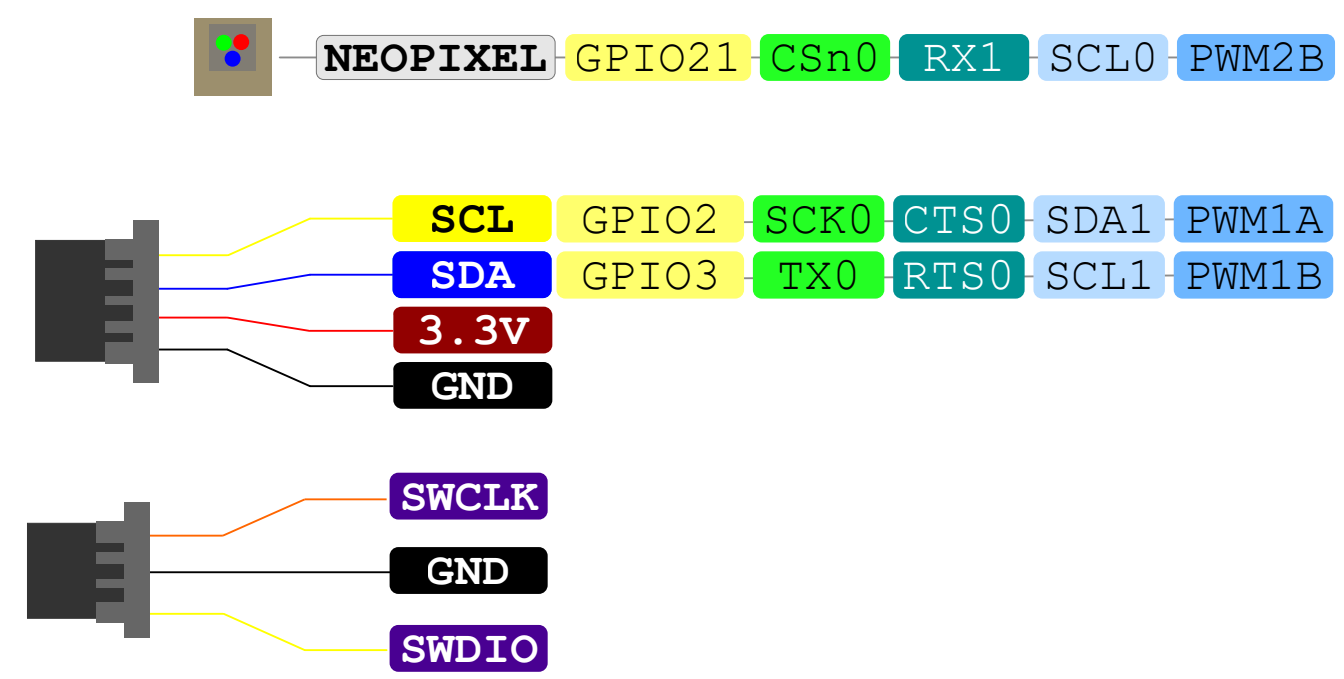 NEOPIXEL GPIO21 CSn0 RX1 SCL0 PWM2B
SCL GPIO2 SCK0 CTS0 SDA1 PWM1A
SDA GPIO3 TX0 RTS0 SCL1 PWM1B
3.3V
GND
SWCLK
GND
SWDIO